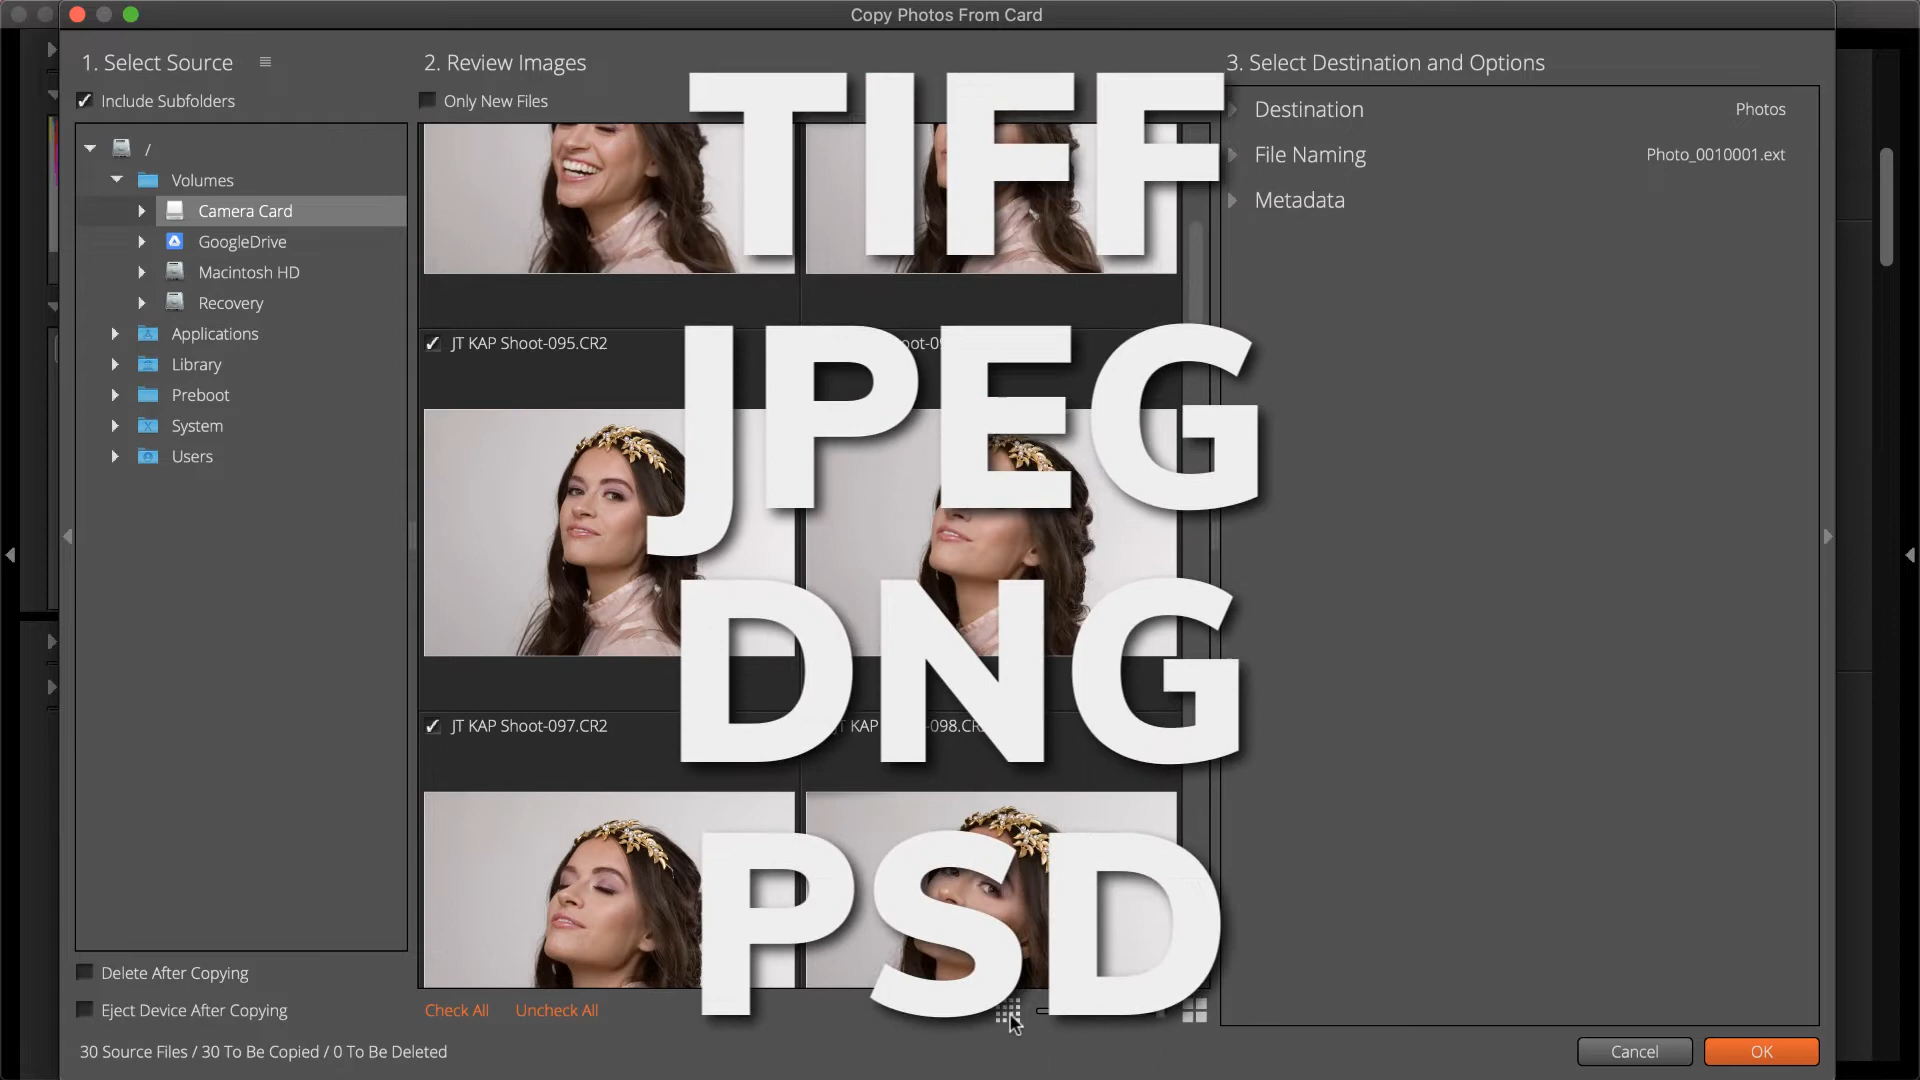 Copy Photos From Card
1. Select Source
Include Subfolders
/
Volumes
Camera Card
GoogleDrive
Macintosh HD
Recovery
Applications
Library
Preboot
System
Users
Delete After Copying
Eject Device After Copying
30 Source Files / 30 To Be Copied / 0 To Be Deleted
2. Review Images
Only New Files
JT KAP Shoot-095.CR2
JT KAP Shoot-097.CR2
KAP
-098.CR
Check All
Uncheck All
TIFF
JPEG
DNG
PSD
3. Select Destination and Options
Destination
Photos
File Naming
Photo_0010001.ext
Metadata
Cancel
OK